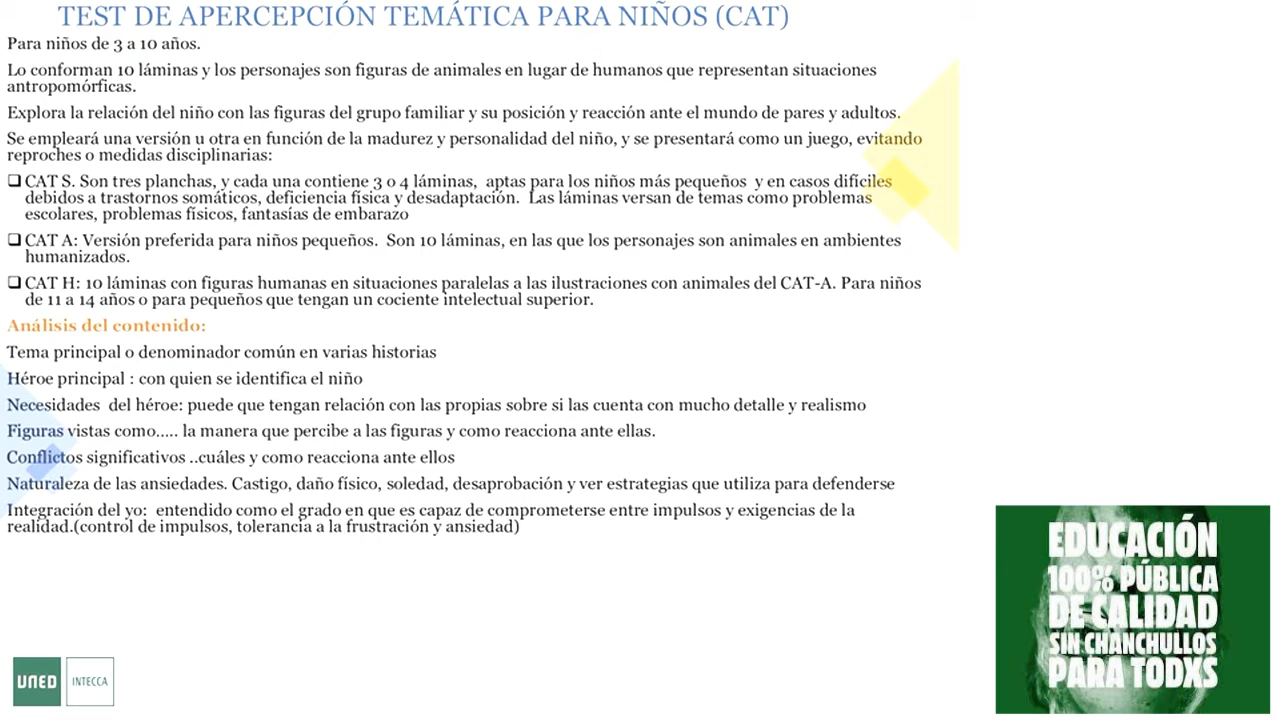 TEST DE APERCEPCIÓN TEMÁTICA PARA NIÑOS (CAT)
Para niños de 3 a 10 años.
Lo conforman 10 láminas y los personajes son figuras de animales en lugar de humanos que representan situaciones
antropomórficas.
Explora la relación del niño con las figuras del grupo familiar y su posición y reacción ante el mundo de pares y adultos.
Se empleará una versión u otra en función de la madurez y personalidad del niño, y se presentará como un juego, evitando
reproches o medidas disciplinarias:
❑ CAT S. Son tres planchas, y cada una contiene 3 o 4 láminas, aptas para los niños más pequeños y en casos difíciles
debidos a trastornos somáticos, deficiencia física y desadaptación. Las láminas versan de temas como problemas
escolares, problemas físicos, fantasías de embarazo
❑ CAT A: Versión preferida para niños pequeños. Son 10 láminas, en las que los personajes son animales en ambientes
humanizados.
❑ CAT H: 10 láminas con figuras humanas en situaciones paralelas a las ilustraciones con animales del CAT-A. Para niños
de 11 a 14 años o para pequeños que tengan un cociente intelectual superior.
Análisis del contenido:
Tema principal o denominador común en varias historias
Héroe principal : con quien se identifica el niño
Necesidades del héroe: puede que tengan relación con las propias sobre si las cuenta con mucho detalle y realismo
Figuras vistas como..... la manera que percibe a las figuras y como reacciona ante ellas.
Conflictos significativos ..cuáles y como reacciona ante ellos
Naturaleza de las ansiedades. Castigo, daño físico, soledad, desaprobación y ver estrategias que utiliza para defenderse
Integración del yo: entendido como el grado en que es capaz de comprometerse entre impulsos y exigencias de la
realidad.(control de impulsos, tolerancia a la frustración y ansiedad)
EDUCACIÓN
100% PÚBLICA
DE CALIDAD
SIN CHANCHULLOS
PARA TODXS
UNED
INTECCA